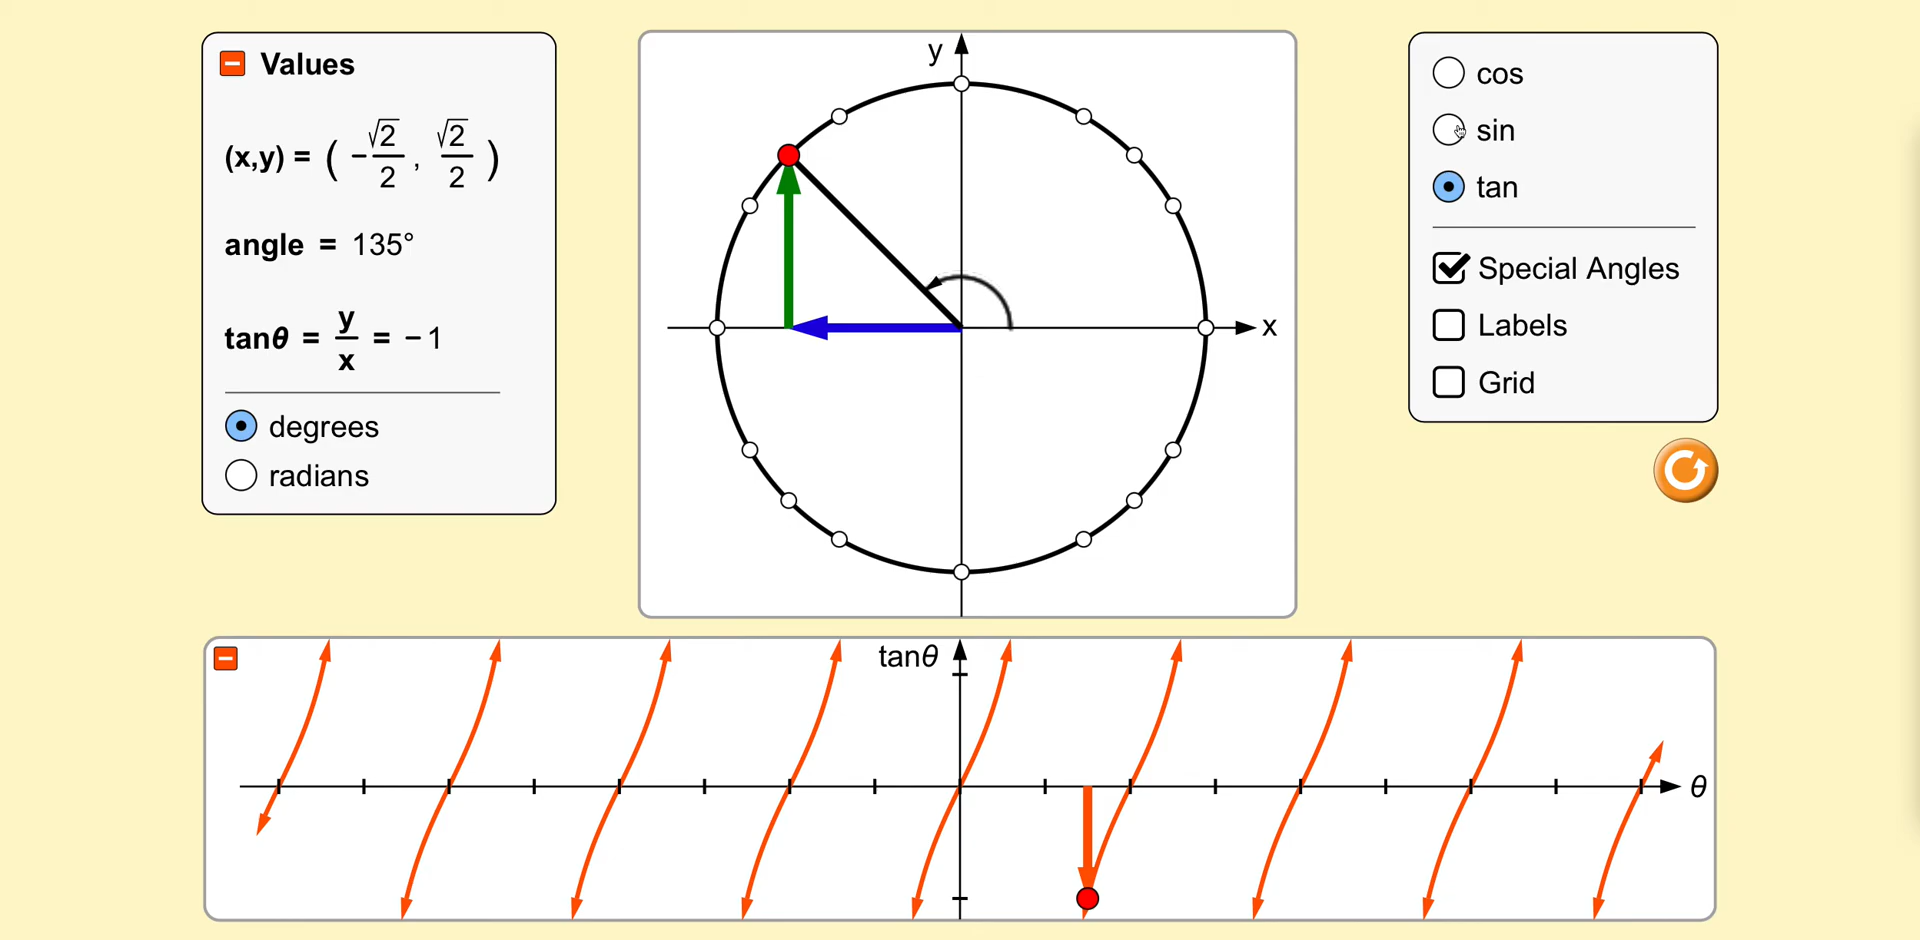 Values
(x,y) = ( -√2/2 , √2/2 )
angle = 135°
tanθ = y/x = -1
degrees
radians
y
x
cos
sin
tan
Special Angles
Labels
Grid
tanθ
θ